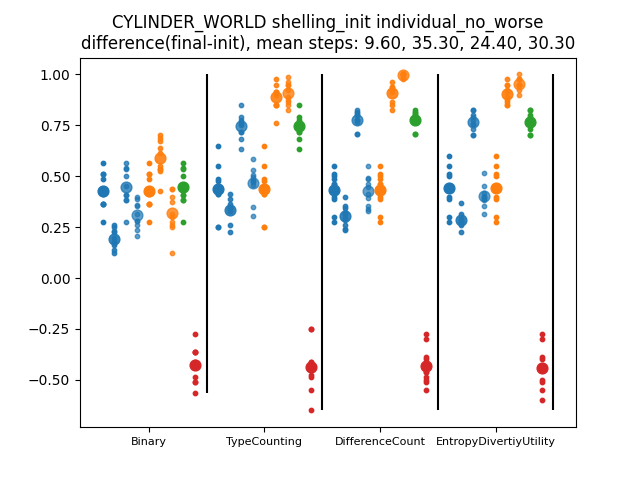 CYLINDER_WORLD shelling_init individual_no_worse
difference(final-init), mean steps: 9.60, 35.30, 24.40, 30.30
1.00
0.75
0.50
0.25
0.00
−0.25
−0.50
Binary
TypeCounting
DifferenceCount
EntropyDivertiyUtility